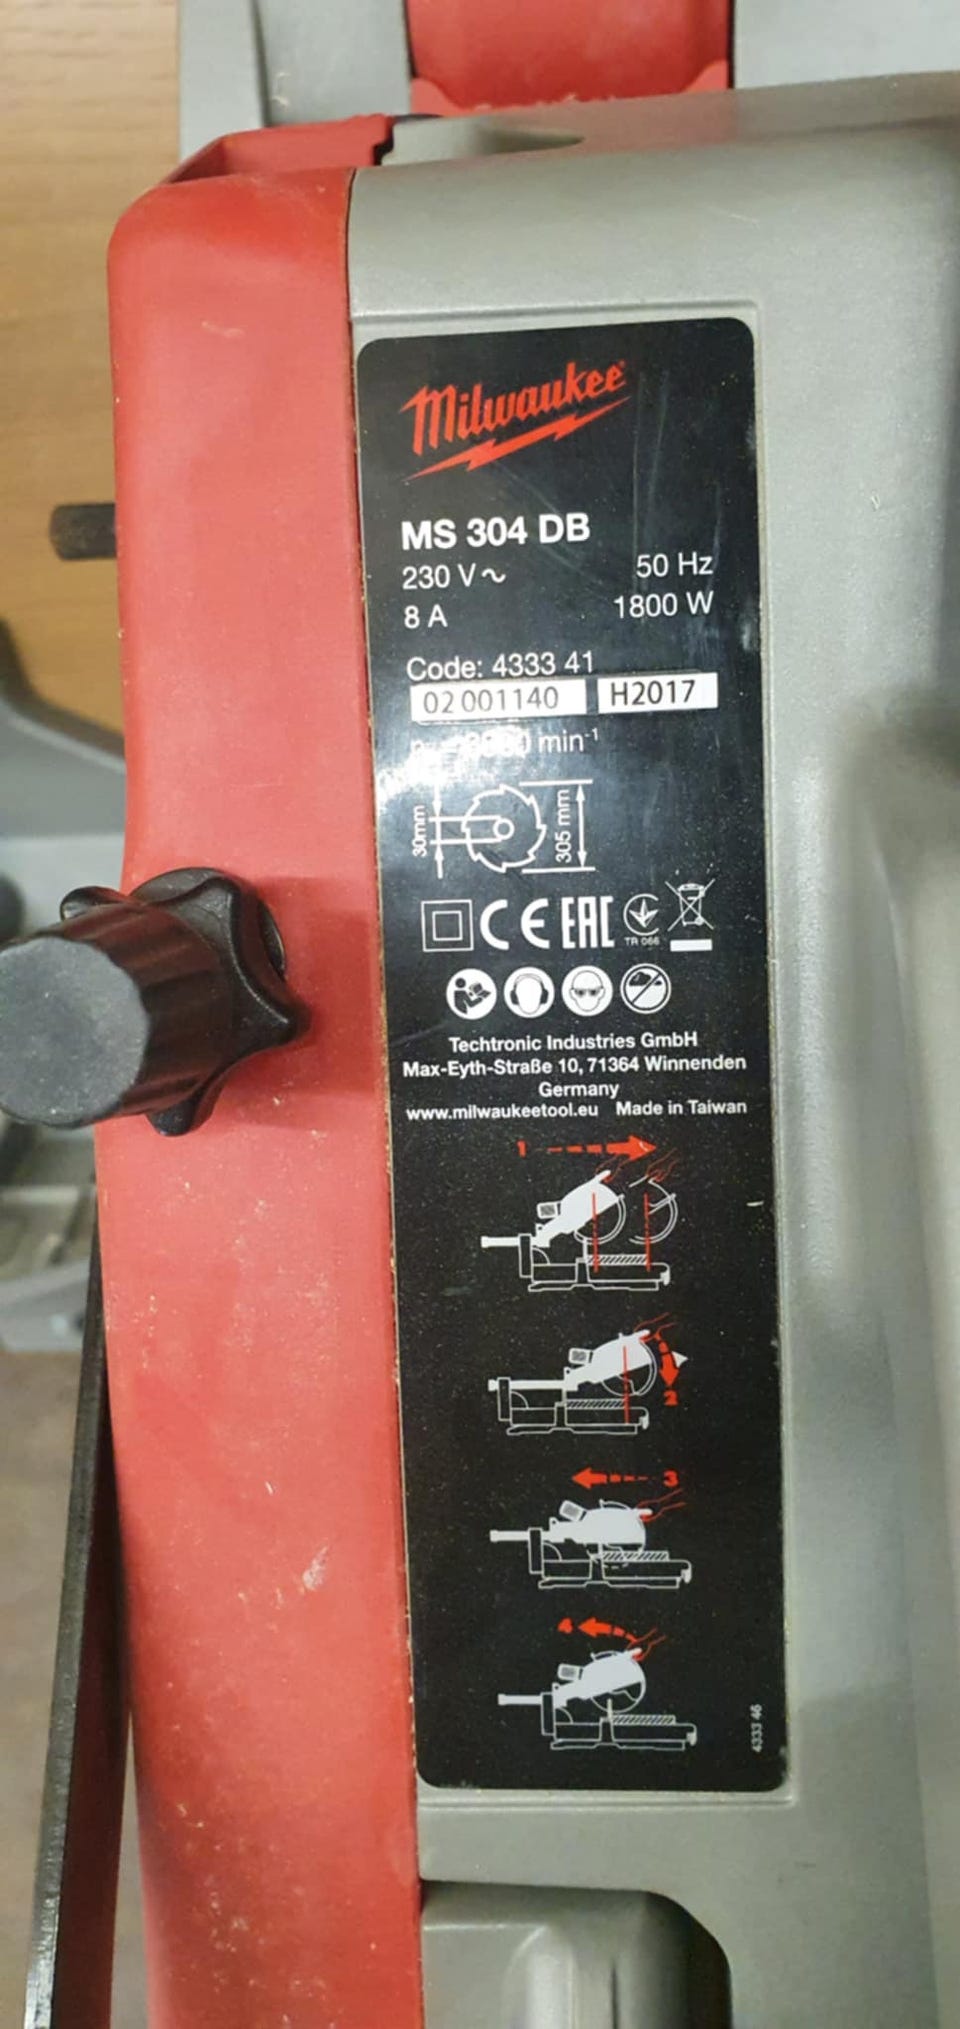 Milwaukee
MS 304 DB
230 V~ 50 Hz
8 A 1800 W
Code: 4333 41
02 001140 H2017
min⁻¹
30mm 305 mm
CE EAC
TR 066
Techtronic Industries GmbH
Max-Eyth-Straße 10, 71364 Winnenden
Germany
www.milwaukeetool.eu Made in Taiwan
1
2
3
4
4333 46